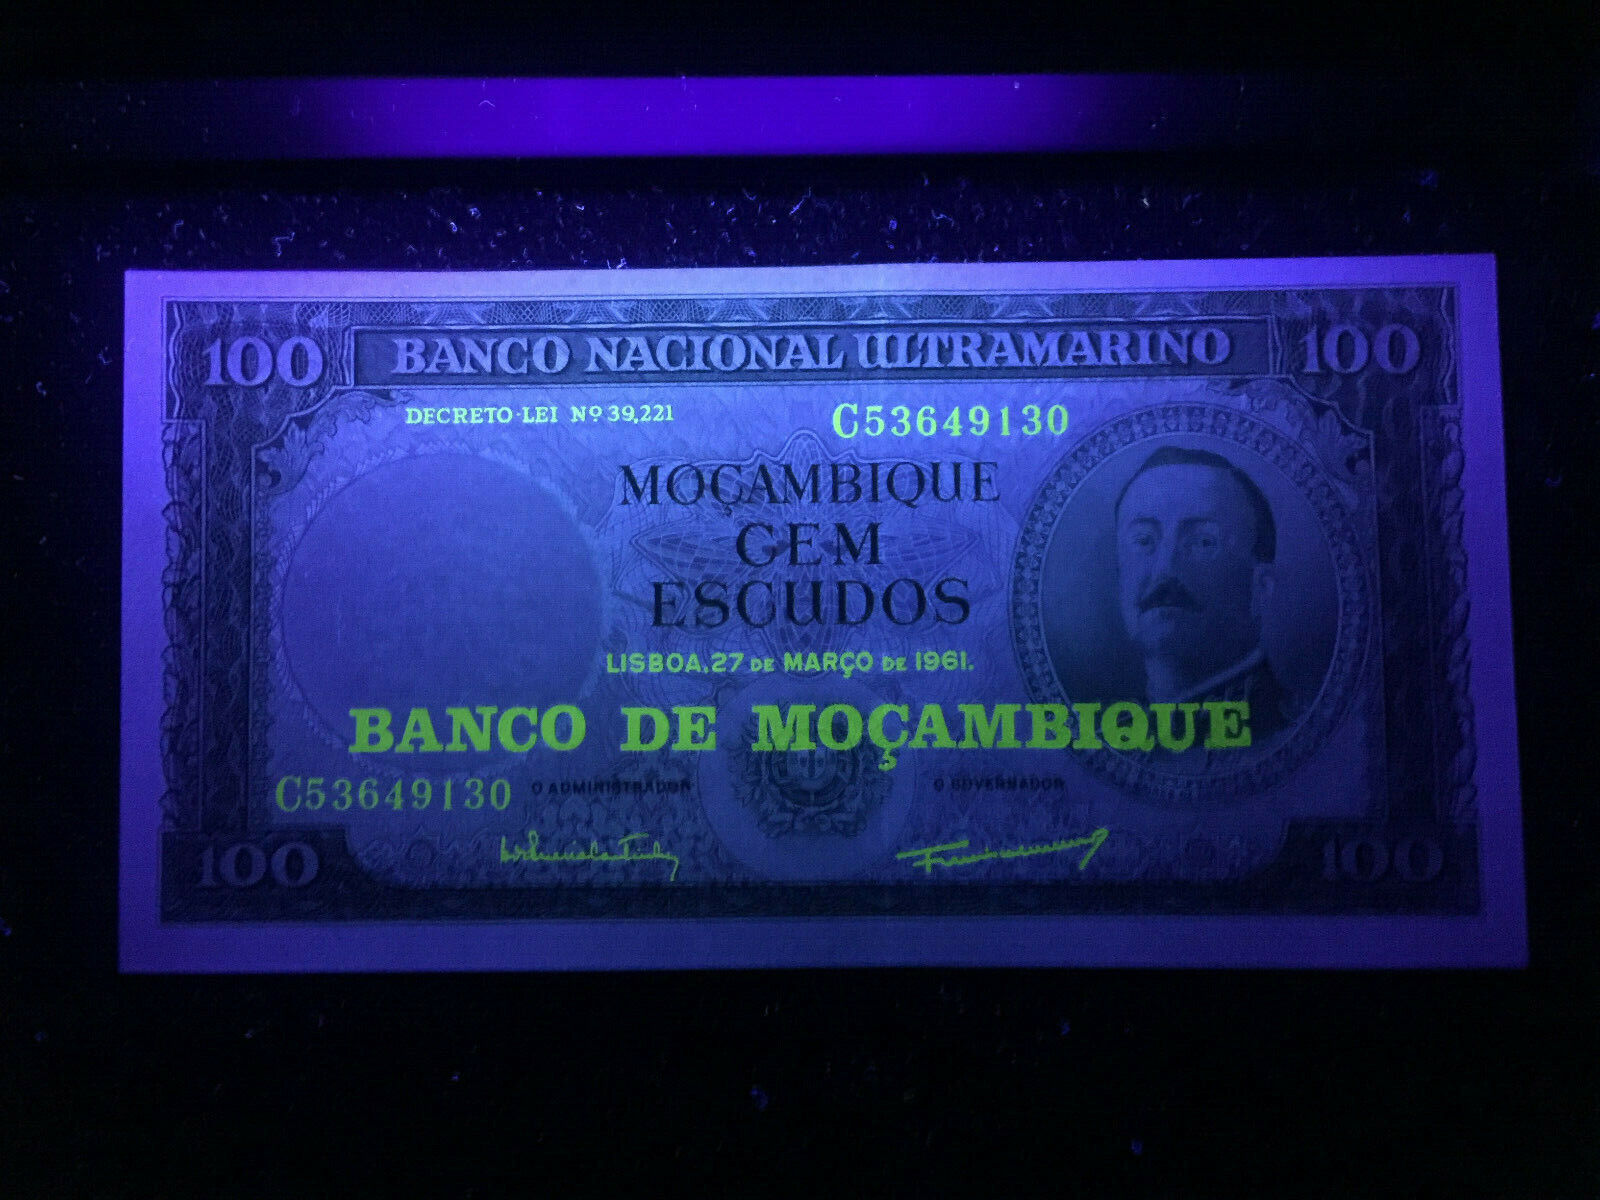 100 BANCO NACIONAL ULTRAMARINO 100
DECRETO-LEI Nº 39,221 C53649130
MOÇAMBIQUE
CEM
ESCUDOS
LISBOA, 27 DE MARÇO DE 1961.
BANCO DE MOÇAMBIQUE
C53649130 O ADMINISTRADOR O GOVERNADOR
100 100